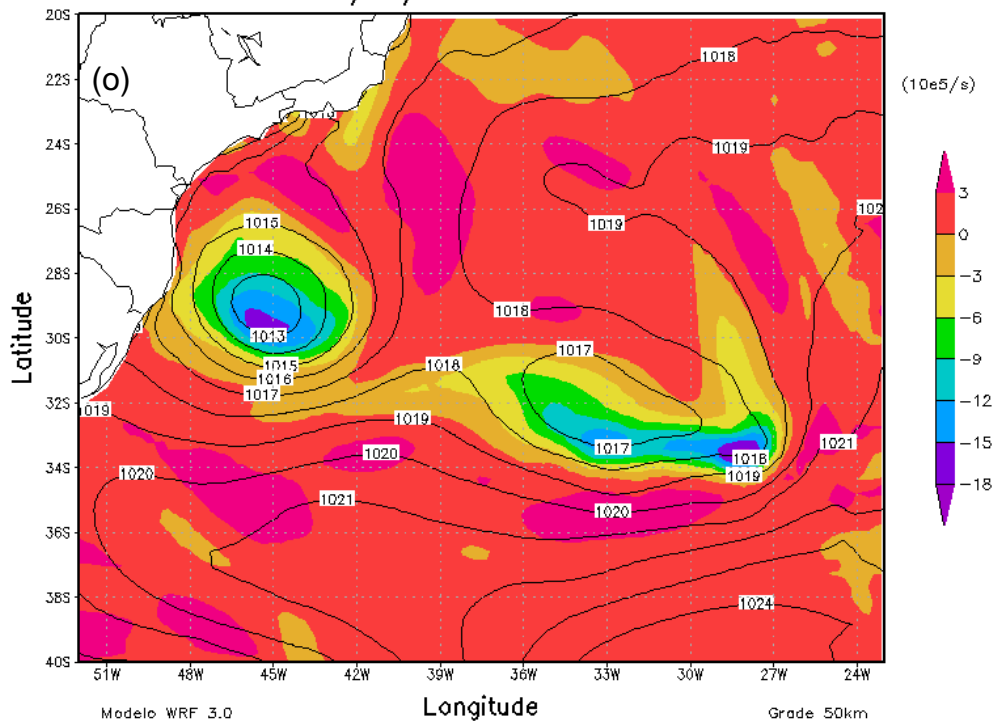 (10e5/s)
(o)
20S
22S
24S
26S
28S
30S
32S
34S
36S
38S
40S
Latitude
1018
1019
1019
1015
1014
1013
1015
1016
1017
1018
1018
1017
1017
1018
1019
1019
1019
1021
1020
1020
1021
1020
1024
3
0
−3
−6
−9
−12
−15
−18
51W
48W
45W
42W
39W
36W
33W
30W
27W
24W
Longitude
Modelo WRF 3.0
Grade 50km